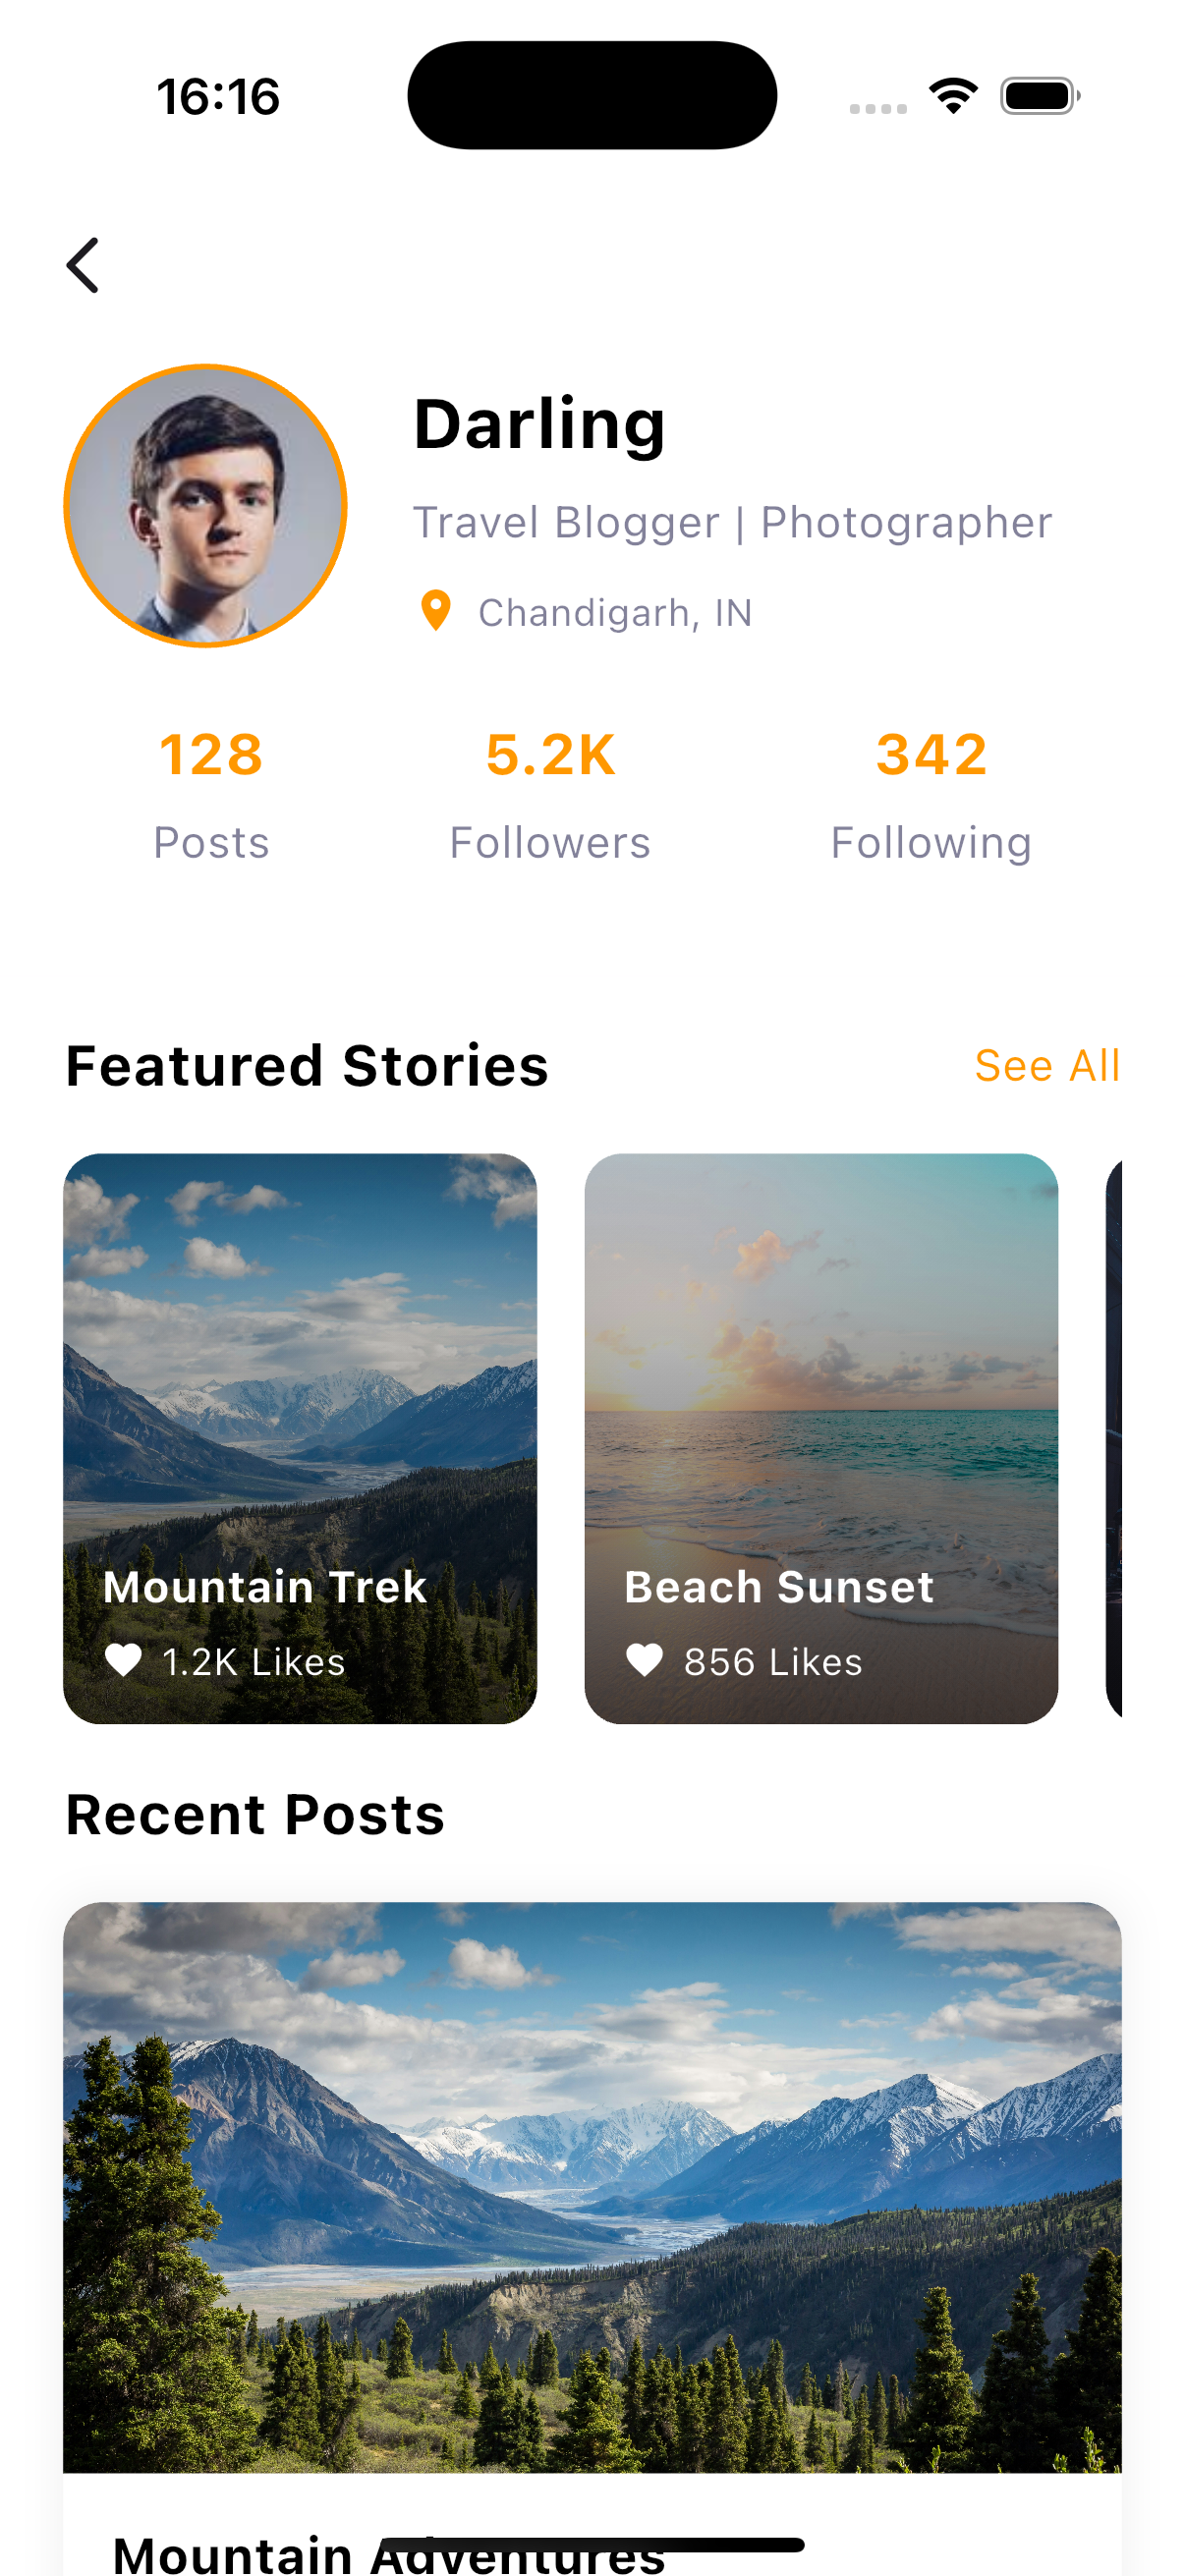 16:16
Darling
Travel Blogger | Photographer
Chandigarh, IN
128
Posts
5.2K
Followers
342
Following
Featured Stories
See All
Mountain Trek
1.2K Likes
Beach Sunset
856 Likes
Recent Posts
Mountain Adventures